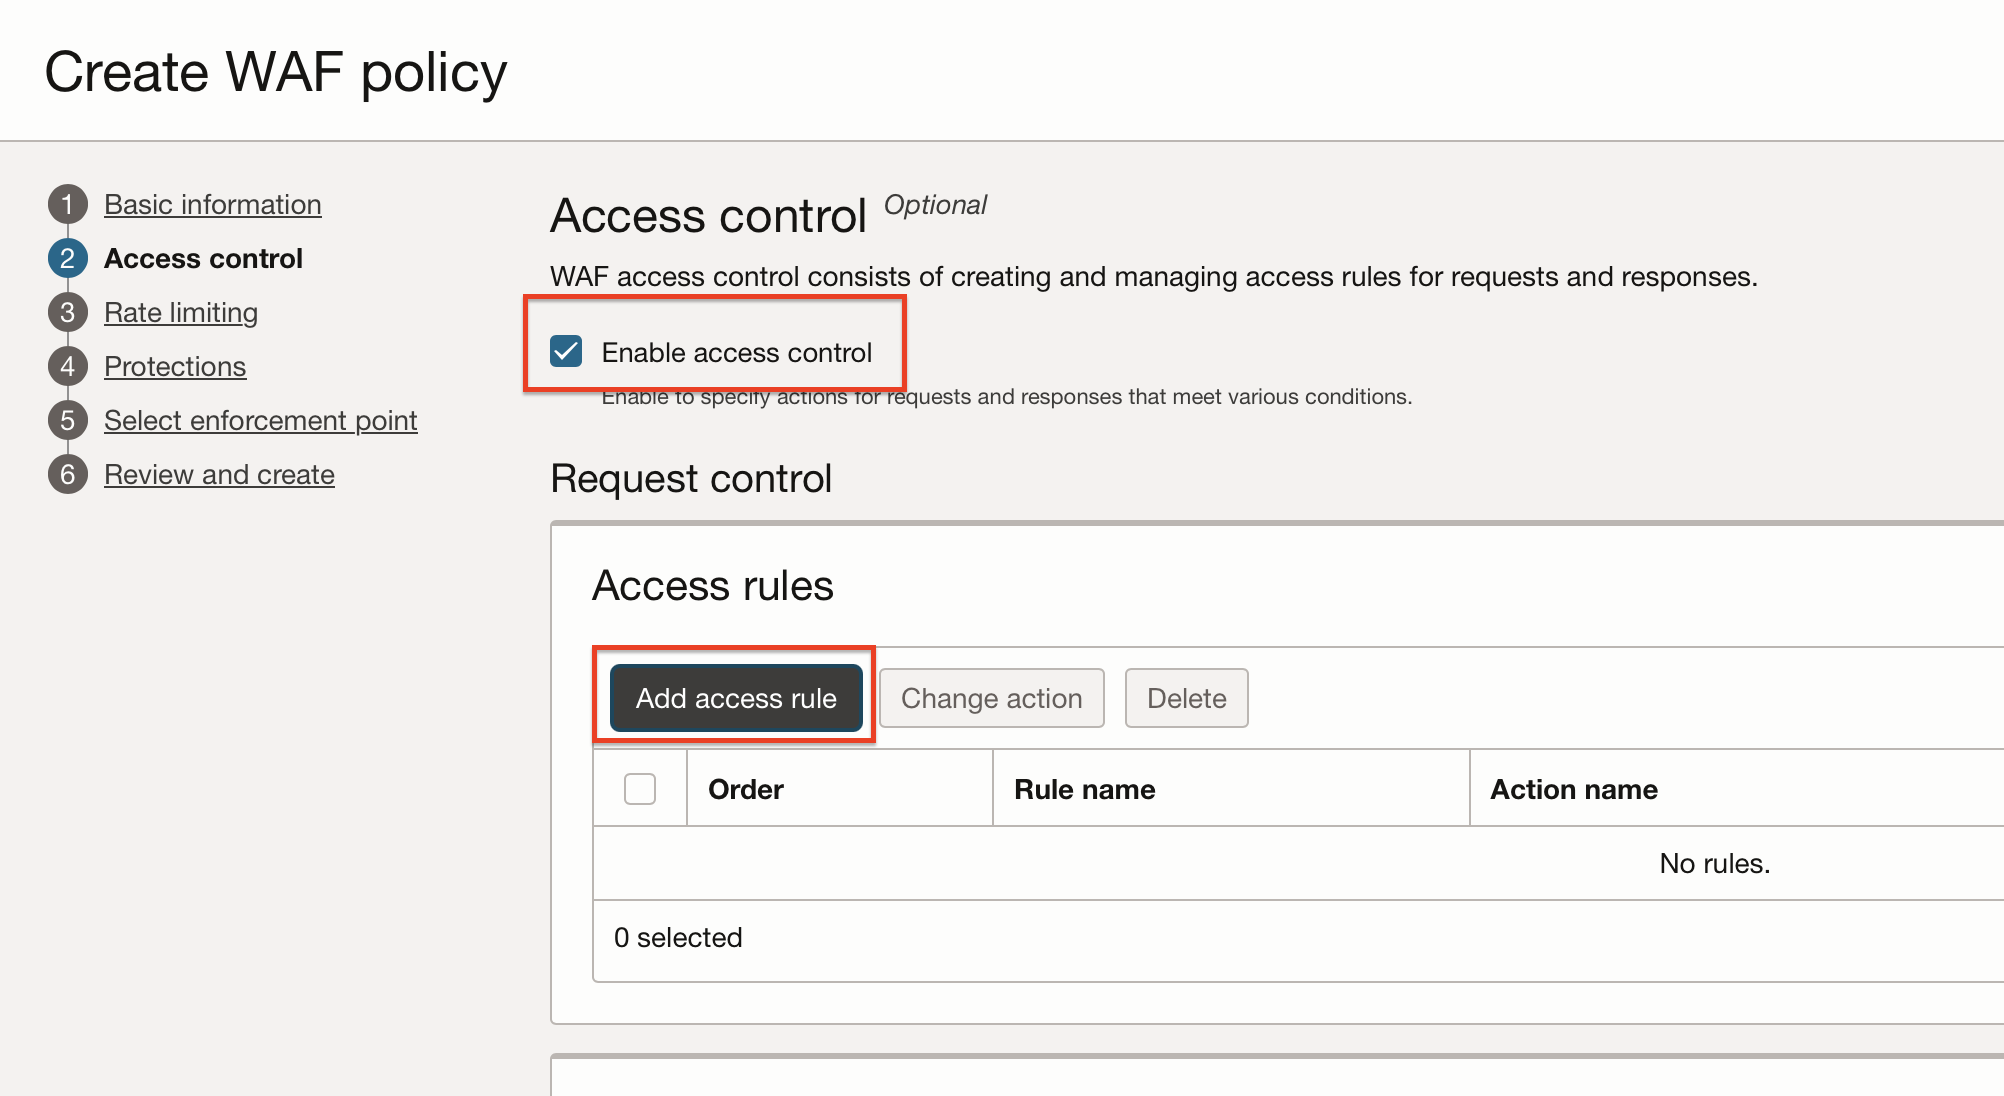 Create WAF policy
1 Basic information
2 Access control
3 Rate limiting
4 Protections
5 Select enforcement point
6 Review and create
Access control Optional
WAF access control consists of creating and managing access rules for requests and responses.
Enable access control
Enable to specify actions for requests and responses that meet various conditions.
Request control
Access rules
Add access rule Change action Delete
Order Rule name Action name
No rules.
0 selected